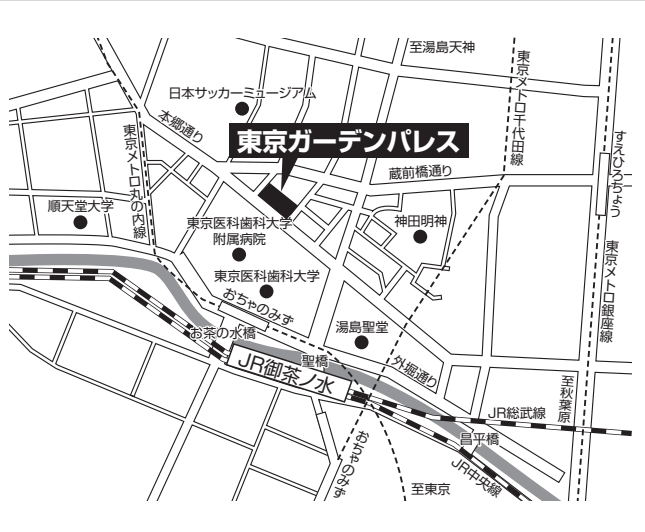 至湯島天神
日本サッカーミュージアム
東京メトロ千代田線
本郷通り
東京ガーデンパレス
東京メトロ丸の内線
すえひろちょう
蔵前橋通り
順天堂大学
東京医科歯科大学
附属病院
神田明神
東京医科歯科大学
東京メトロ銀座線
おちゃのみず
お茶の水橋
湯島聖堂
聖橋
外堀通り
JR御茶ノ水
至秋葉原
JR総武線
おちゃのみず
昌平橋
JR中央線
至東京